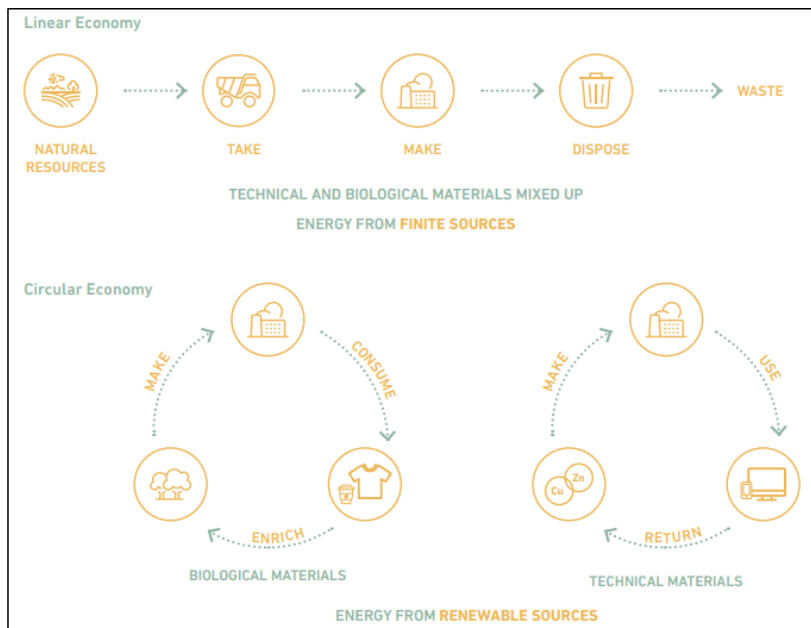 Linear Economy
NATURAL
RESOURCES
TAKE
MAKE
DISPOSE
WASTE
TECHNICAL AND BIOLOGICAL MATERIALS MIXED UP
ENERGY FROM FINITE SOURCES
Circular Economy
MAKE
CONSUME
ENRICH
BIOLOGICAL MATERIALS
MAKE
USE
Cu
Zn
RETURN
TECHNICAL MATERIALS
ENERGY FROM RENEWABLE SOURCES